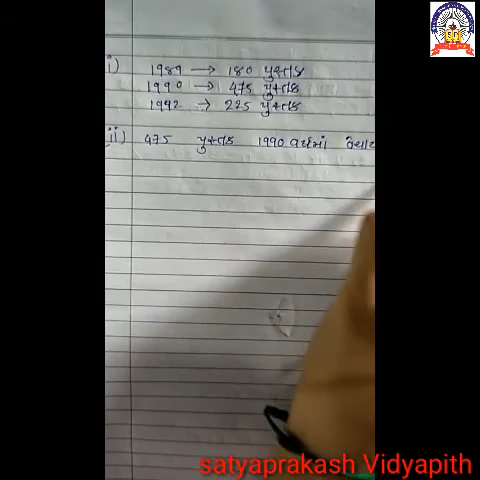 i) 1989 → 180 પુસ્તક
1990 → 475 પુસ્તક
1992 → 225 પુસ્તક
ii) 475 પુસ્તક 1990 વર્ષમાં વેચાય
satyaprakash Vidyapith